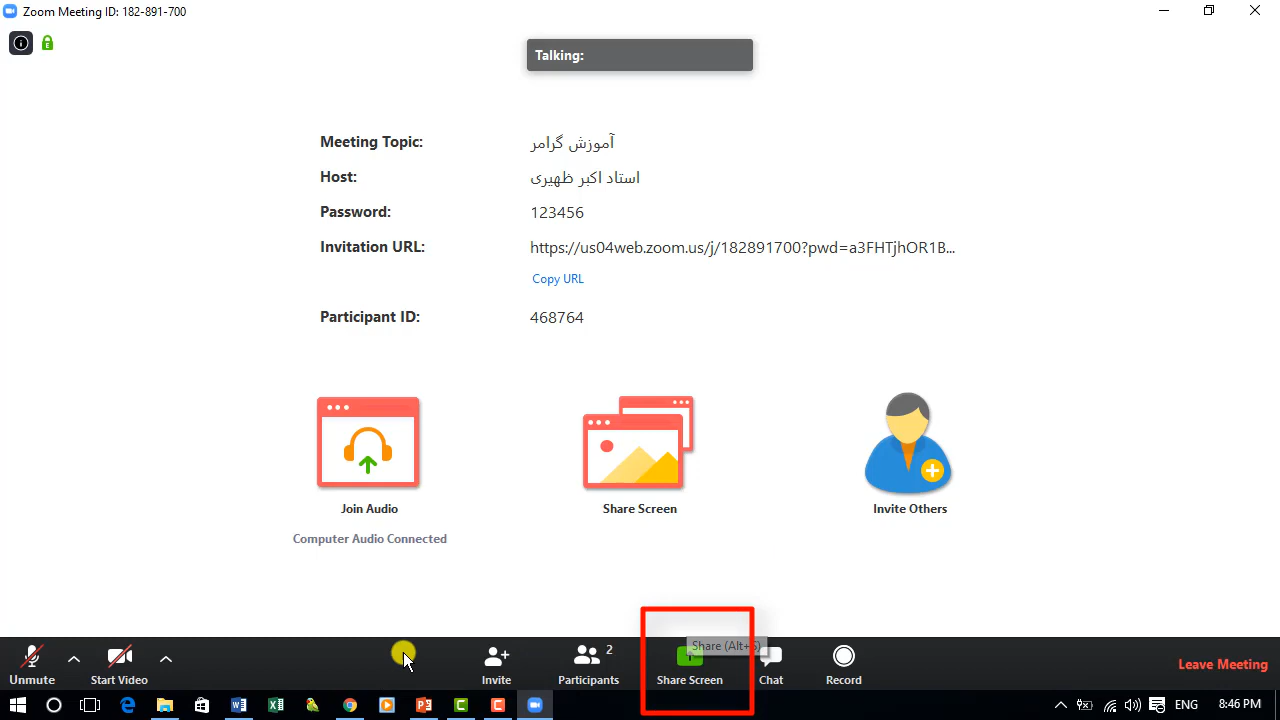 Zoom Meeting ID: 182-891-700
Talking:
Meeting Topic: آموزش گرامر
Host: استاد اکبر ظهیری
Password: 123456
Invitation URL: https://us04web.zoom.us/j/182891700?pwd=a3FHTjhOR1B...
Copy URL
Participant ID: 468764
Join Audio
Share Screen
Invite Others
Computer Audio Connected
Share (Alt+S)
2
Unmute
Start Video
Invite
Participants
Share Screen
Chat
Record
Leave Meeting
ENG
8:46 PM